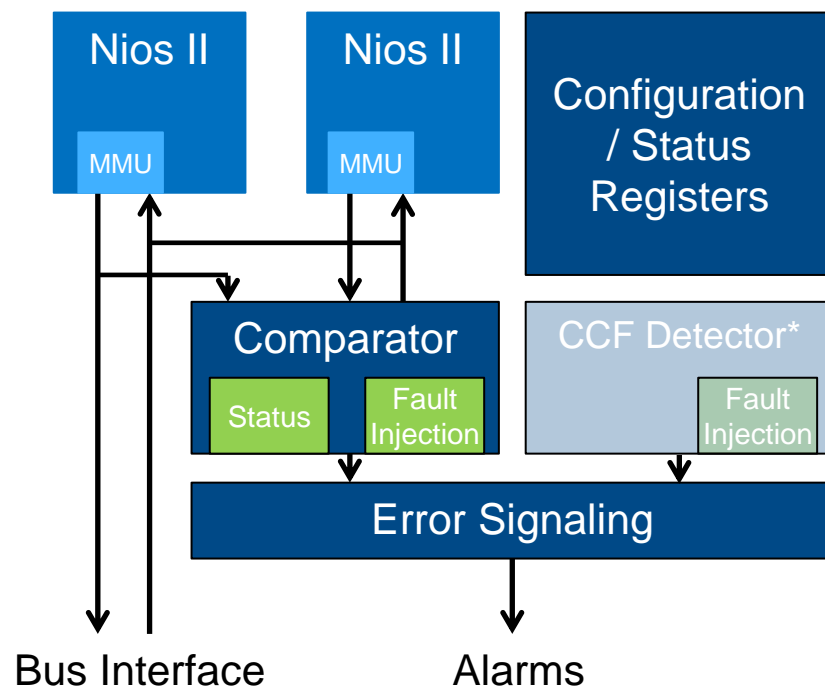 Nios II
MMU
Nios II
MMU
Configuration
/ Status
Registers
Comparator
Status
Fault
Injection
CCF Detector*
Fault
Injection
Error Signaling
Bus Interface
Alarms